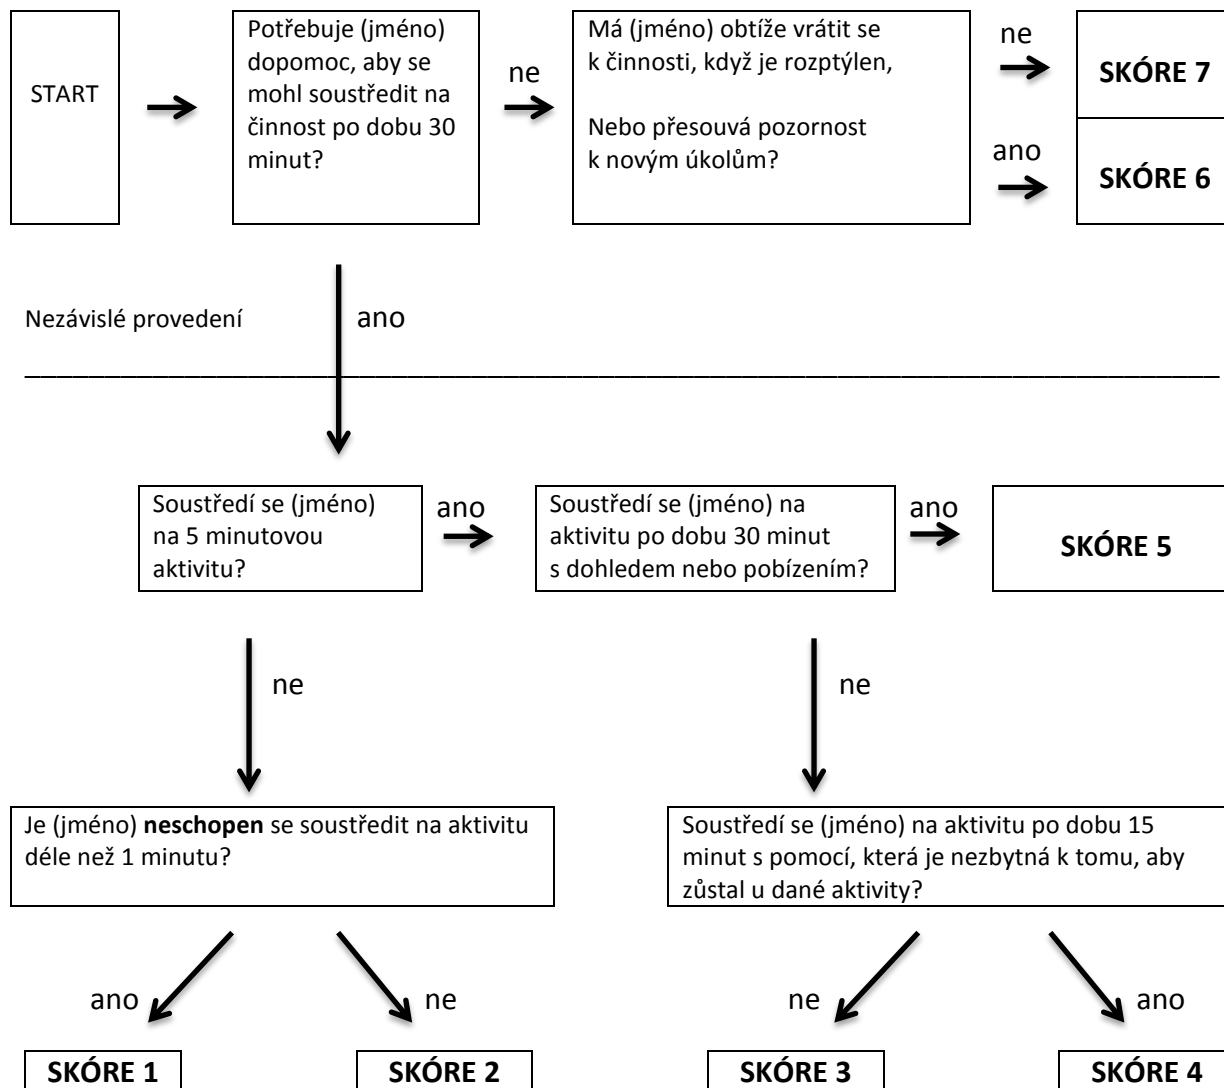 START
Potřebuje (jméno)
dopomoc, aby se
mohl soustředit na
činnost po dobu 30
minut?
ne
Má (jméno) obtíže vrátit se
k činnosti, když je rozptýlen,
Nebo přesouvá pozornost
k novým úkolům?
ne
SKÓRE 7
ano
SKÓRE 6
Nezávislé provedení
ano
Soustředí se (jméno)
na 5 minutovou
aktivitu?
ano
Soustředí se (jméno) na
aktivitu po dobu 30 minut
s dohledem nebo pobízením?
ano
SKÓRE 5
ne
ne
Je (jméno) neschopen se soustředit na aktivitu
déle než 1 minutu?
Soustředí se (jméno) na aktivitu po dobu 15
minut s pomocí, která je nezbytná k tomu, aby
zůstal u dané aktivity?
ano
ne
ne
ano
SKÓRE 1
SKÓRE 2
SKÓRE 3
SKÓRE 4